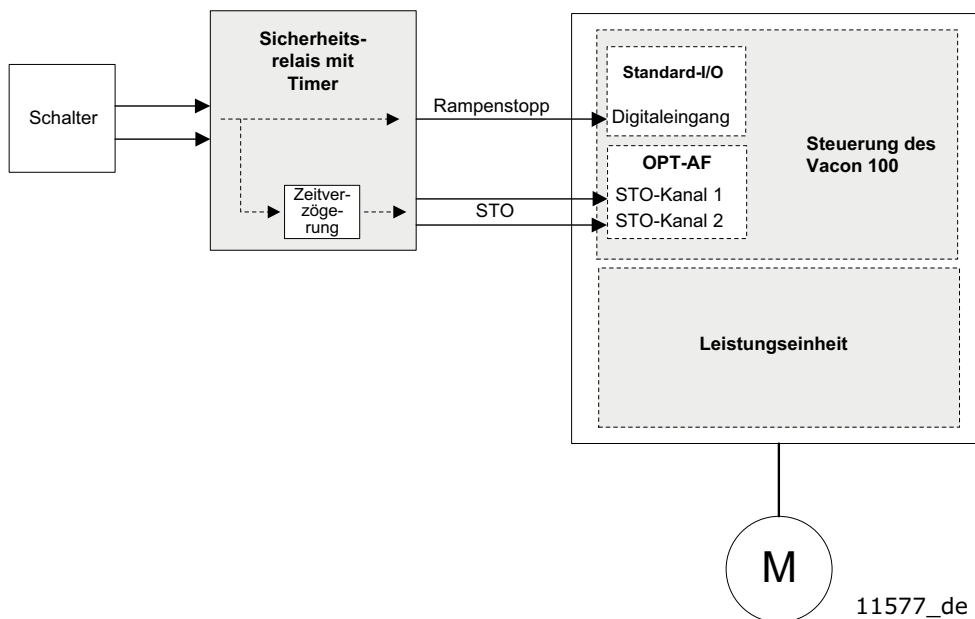 Schalter
Sicherheits-
relais mit
Timer
Zeitver-
zöge-
rung
Rampenstopp
STO
Standard-I/O
Digitaleingang
OPT-AF
STO-Kanal 1
STO-Kanal 2
Steuerung des
Vacon 100
Leistungseinheit
M
11577_de